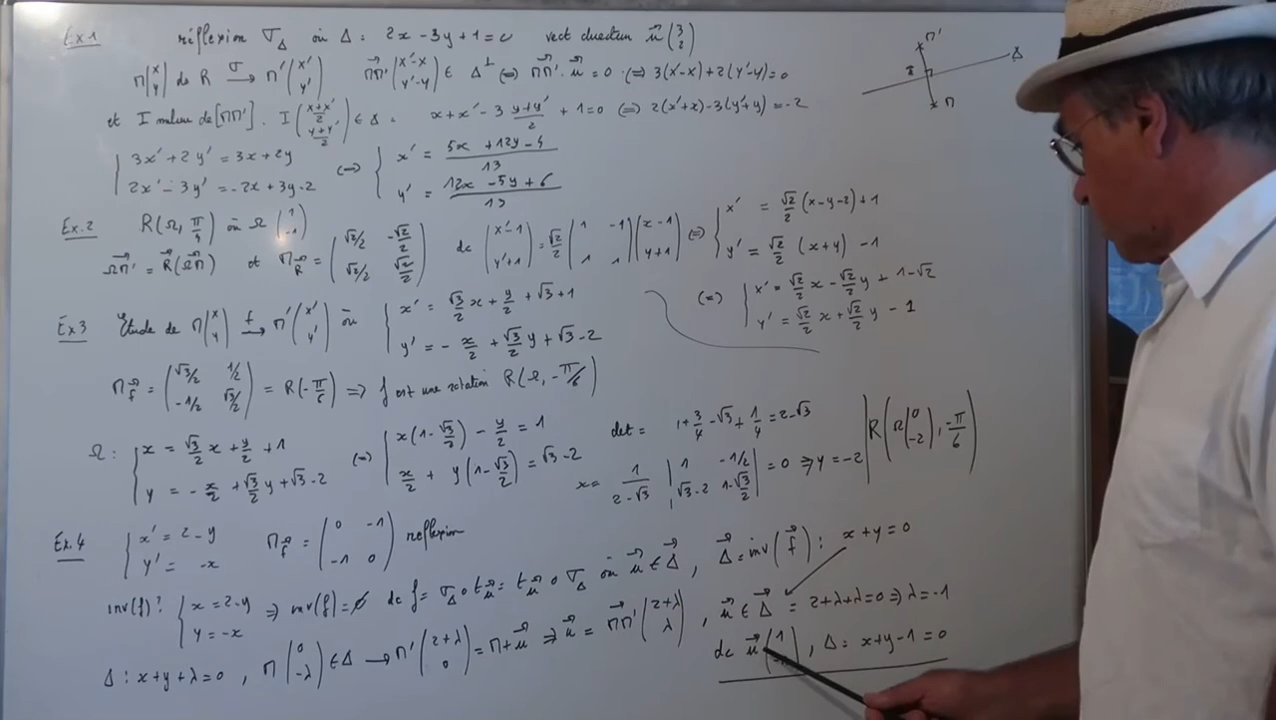 Ex 1 réflexion σ_Δ où Δ : 2x - 3y + 1 = 0 vect directeur u⃗ (3 2)
M(x y) de R —σ→ M'(x' y') MM'⃗ (x'-x y'-y) ∈ Δ^⊥ ⟺ MM'⃗ . u⃗ = 0 ⟺ 3(x'-x) + 2(y'-y) = 0
et I milieu de [MM']. I((x+x')/2 (y+y')/2) ∈ Δ : x + x' - 3 (y+y')/2 + 1 = 0 ⟺ 2(x'+x) - 3(y'+y) = -2
{ 3x' + 2y' = 3x + 2y
2x' - 3y' = -2x + 3y - 2 ⟺ { x' = (5x + 12y - 4)/13
y' = (12x - 5y + 6)/13
M' Δ I M
Ex. 2 R(Ω, π/4) où Ω (1 -1)
ΩM'⃗ = R⃗(ΩM⃗) et M_R⃗ = (√2/2 -√2/2 √2/2 √2/2) dc (x'-1 y'+1) = √2/2 (1 -1 1 1)(x-1 y+1) ⟺ { x' = √2/2 (x-y-2) + 1
y' = √2/2 (x+y) - 1
⟺ { x' = √2/2 x - √2/2 y + 1 - √2
y' = √2/2 x + √2/2 y - 1
Ex 3 Etude de M(x y) —f→ M'(x' y') où { x' = √3/2 x + y/2 + √3 + 1
y' = - x/2 + √3/2 y + √3 - 2
M_f⃗ = (√3/2 1/2 -1/2 √3/2) = R(-π/6) ⟹ f est une rotation R(Ω, -π/6)
Ω : { x = √3/2 x + y/2 + 1
y = - x/2 + √3/2 y + √3 - 2 ⟺ { x(1 - √3/2) - y/2 = 1
x/2 + y(1 - √3/2) = √3 - 2
det = 1 + 3/4 - √3 + 1/4 = 2 - √3
x = 1/(2-√3) | 1 -1/2 √3-2 1-√3/2 | = 0 ⟹ y = -2 | R(Ω(0 -2), -π/6) |
Ex. 4 { x' = 2 - y
y' = -x M_f⃗ = (0 -1 -1 0) reflexion
inv(f) ? { x = 2-y
y = -x ⟹ inv(f) = ∅ dc f = σ_Δ o t_u⃗ = t_u⃗ o σ_Δ où u⃗ ∈ Δ⃗, Δ⃗ = inv(f⃗) : x + y = 0
Δ : x + y + λ = 0, M(0 -λ) ∈ Δ ⟶ M'(2+λ 0) = M + u⃗ ⟹ u⃗ = MM'⃗ (2+λ λ), u⃗ ∈ Δ⃗ = 2+λ+λ=0 ⟹ λ = -1
dc u⃗ (1, Δ : x + y - 1 = 0